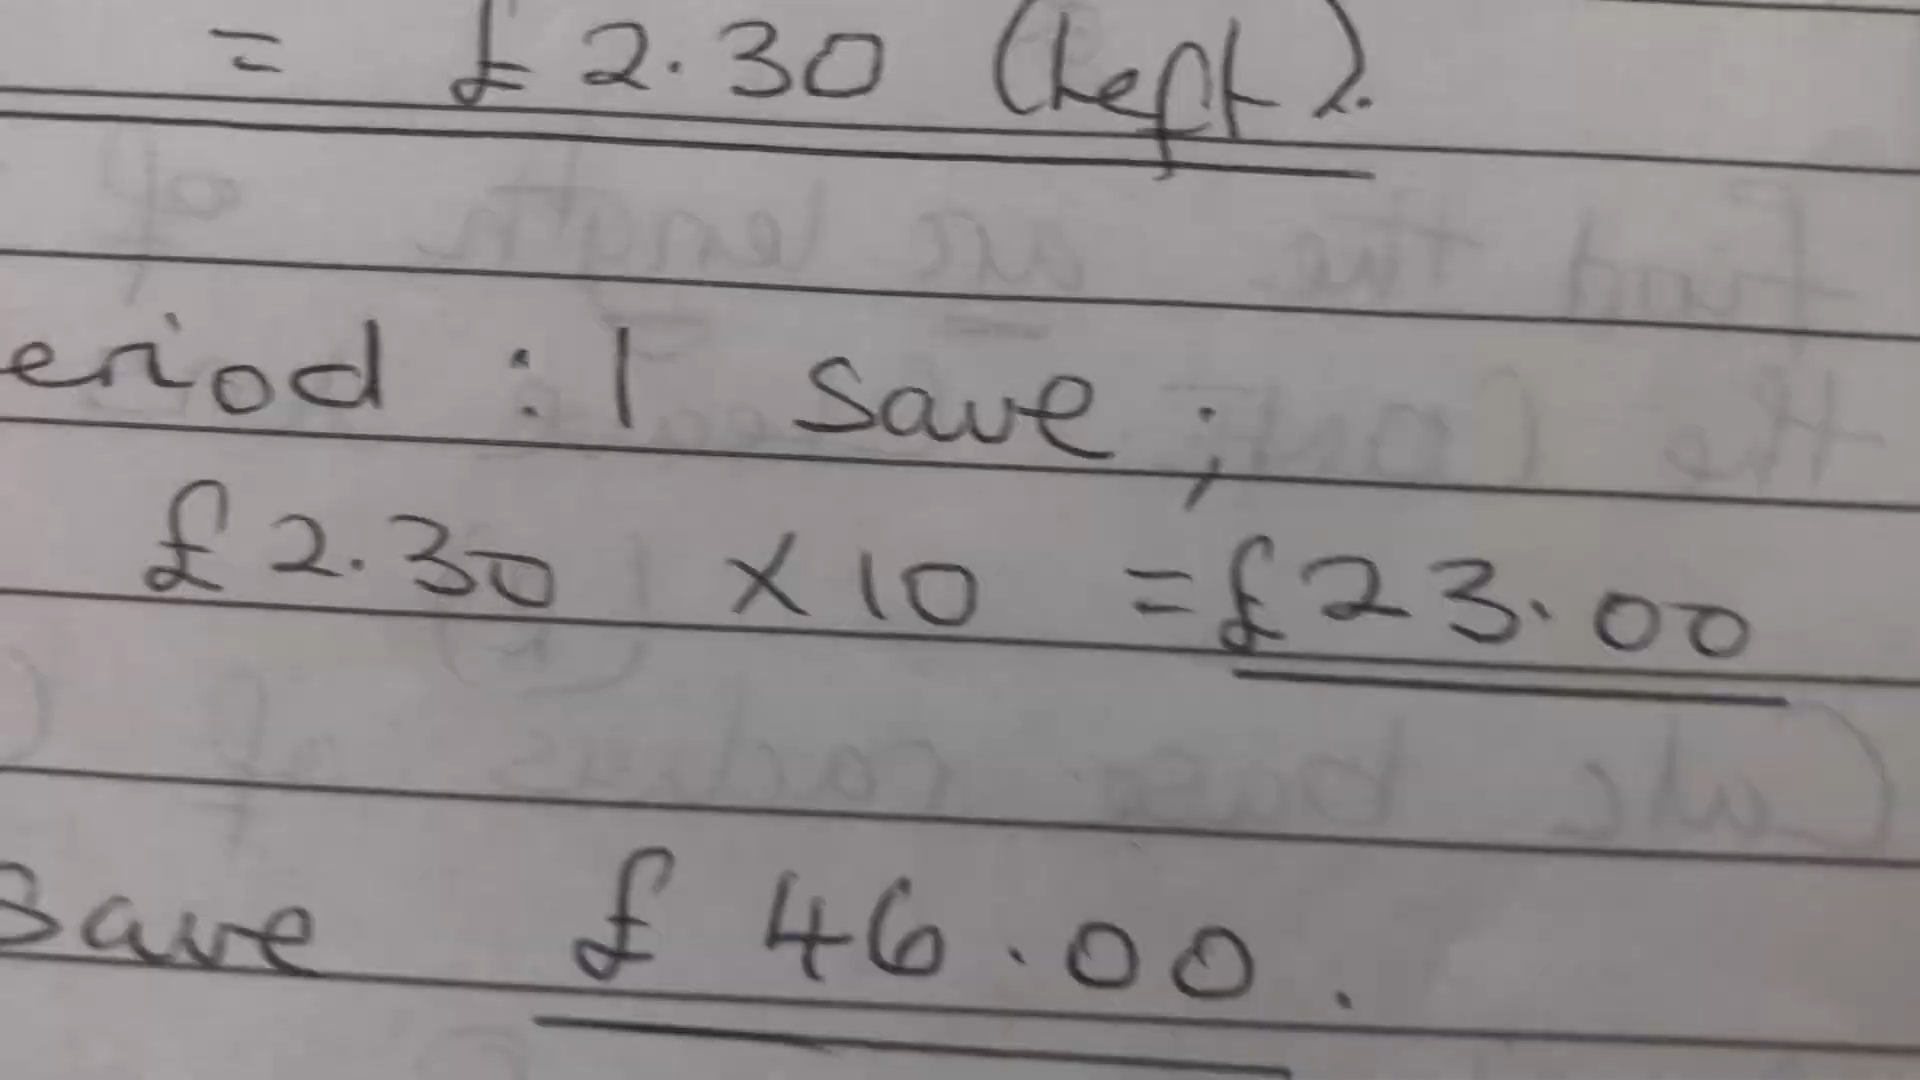 = £2.30 (Left).
eriod : I save ;
£2.30 × 10 = £23.00
save £46.00.